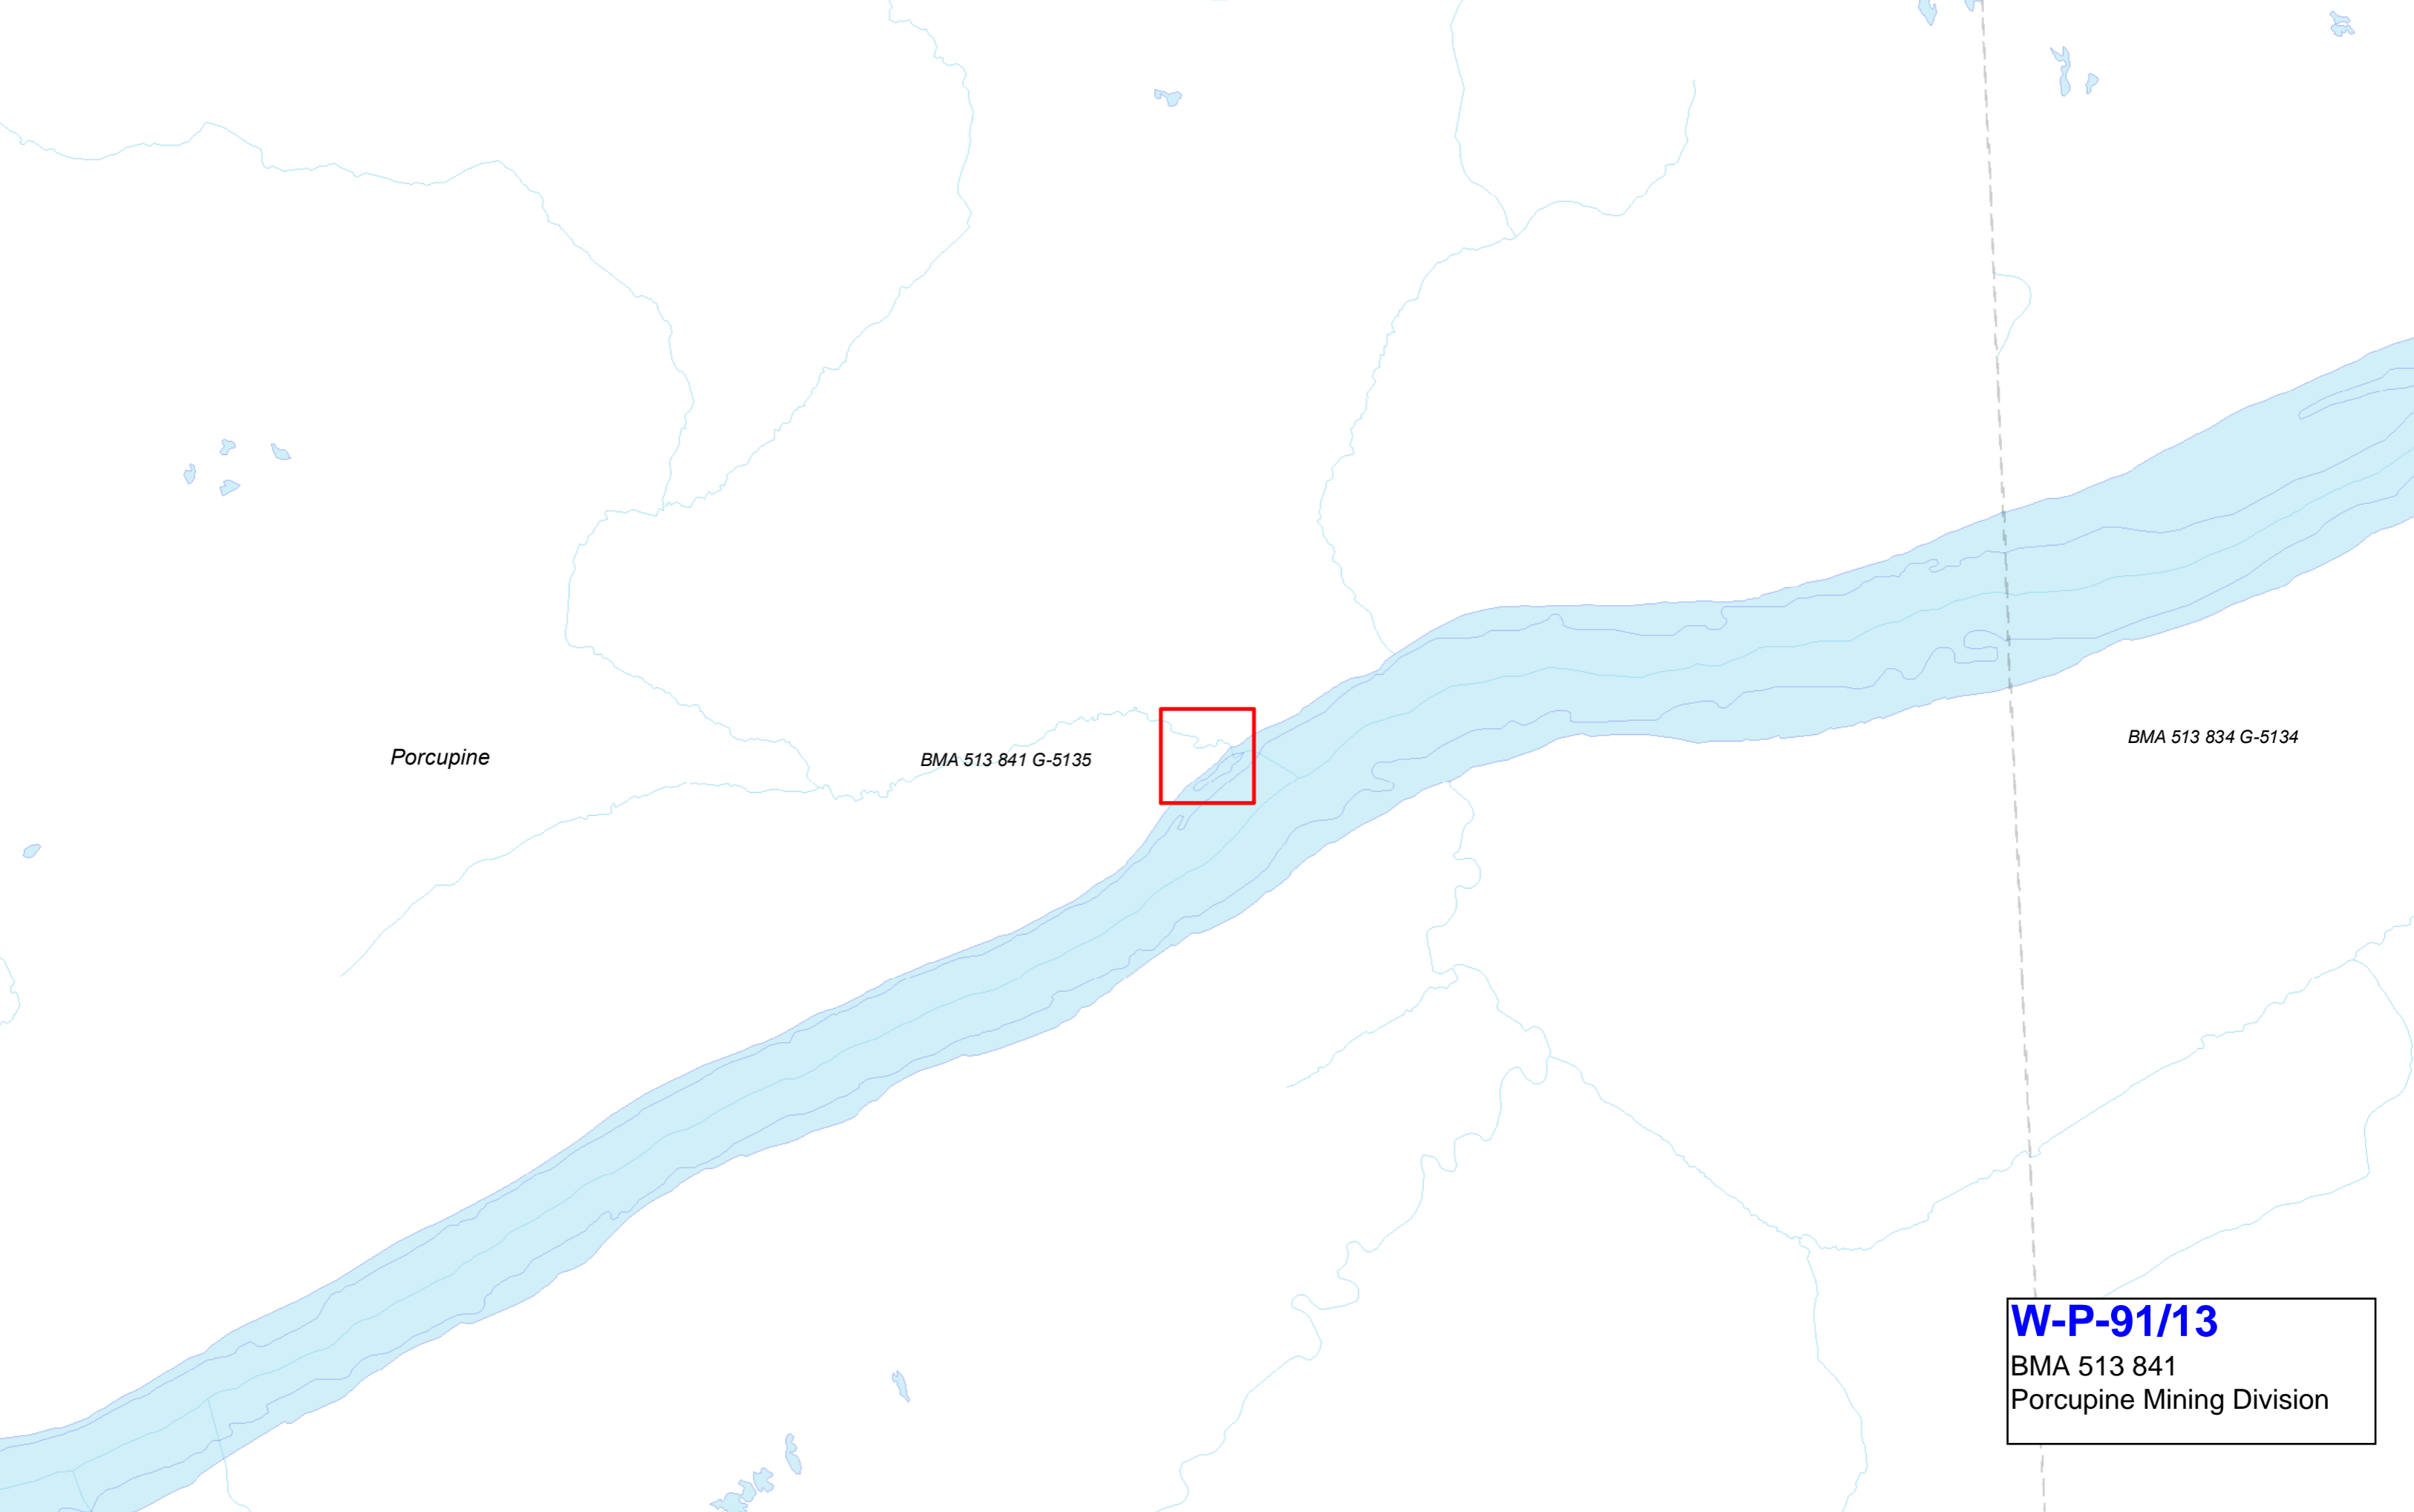 BMA 513 834 G-5134
Porcupine
BMA 513 841 G-5135
W-P-91/13
BMA 513 841
Porcupine Mining Division